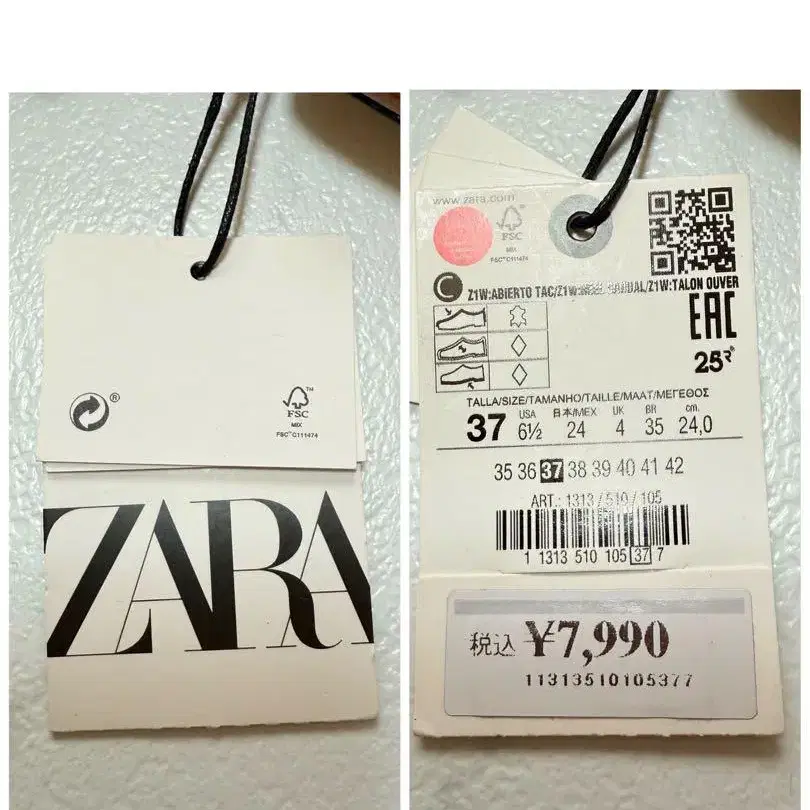 ®
TM
FSC
MIX
FSC™ C111474
ZARA
www.zara.com
FSC
MIX
FSC™ C111474
C Z1W:ABIERTO TAC/Z1W: SANDAL/Z1W:TALON OUVER
EAC
25
TALLA/SIZE/TAMANHO/TAILLE/MAAT/ΜΕΓΕΘΟΣ
USA 日本/MEX UK BR cm.
37 6½ 24 4 35 24,0
35 36 37 38 39 40 41 42
ART.: 1313/510/105
1 1313 510 105 37 7
税込 ¥7,990
11313510105377